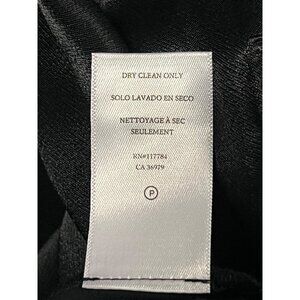 DRY CLEAN ONLY
SOLO LAVADO EN SECO
NETTOYAGE À SEC
SEULEMENT
RN#117784
CA 36979
P